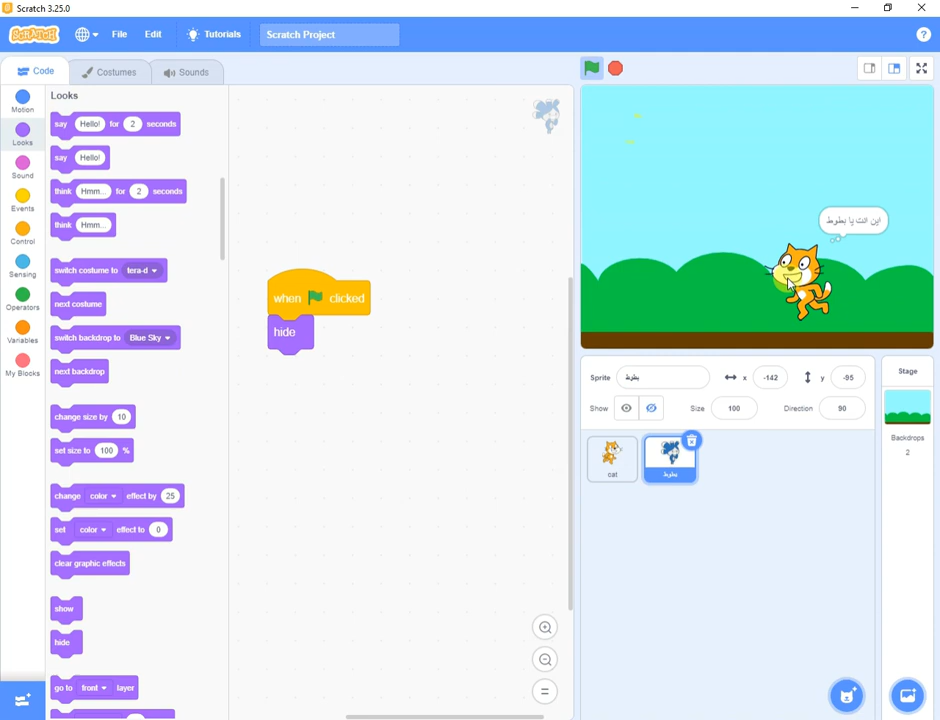 Scratch 3.25.0
SCRATCH File Edit Tutorials Scratch Project ?
Code Costumes Sounds
Motion
Looks
Sound
Events
Control
Sensing
Operators
Variables
My Blocks
Looks
say Hello! for 2 seconds
say Hello!
think Hmm... for 2 seconds
think Hmm...
switch costume to tera-d
next costume
switch backdrop to Blue Sky
next backdrop
change size by 10
set size to 100 %
change color effect by 25
set color effect to 0
clear graphic effects
show
hide
go to front layer
when clicked
hide
اين انت يا بطوط
Sprite بطوط x -142 y -95
Show Size 100 Direction 90
cat
بطوط
Stage
Backdrops
2